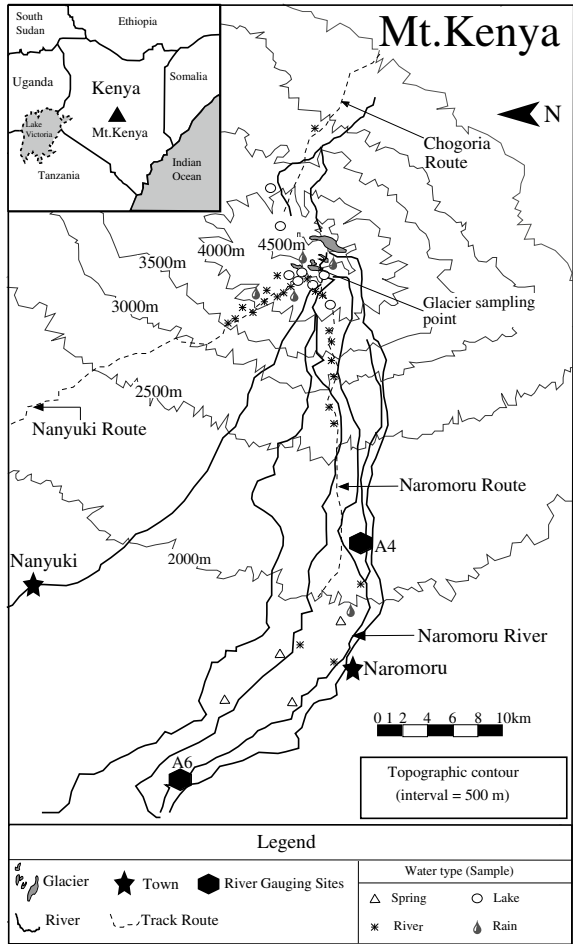 Mt.Kenya
South
Sudan
Ethiopia
Uganda
Kenya
Somalia
Lake
Victoria
Mt.Kenya
Tanzania
Indian
Ocean
N
Chogoria
Route
4500m
4000m
3500m
3000m
2500m
2000m
Glacier sampling
point
Nanyuki Route
Naromoru Route
A4
Nanyuki
Naromoru River
Naromoru
A6
0 1 2 4 6 8 10km
Topographic contour
(interval = 500 m)
Legend
Glacier
Town
River Gauging Sites
River
Track Route
Water type (Sample)
Spring
Lake
River
Rain